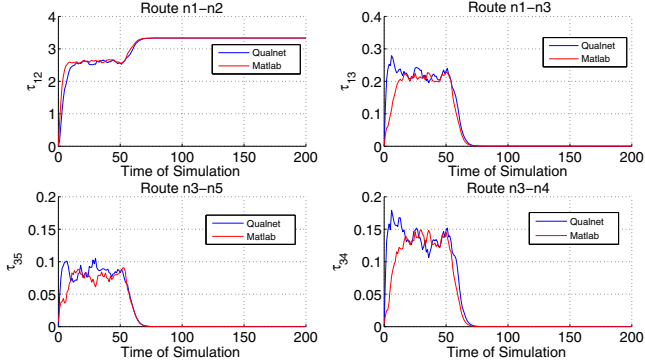 Route n1−n2
4
3
2
1
0
0 50 100 150 200
τ12
Time of Simulation
Qualnet
Matlab
Route n1−n3
0.4
0.3
0.2
0.1
0
0 50 100 150 200
τ13
Time of Simulation
Qualnet
Matlab
Route n3−n5
0.2
0.15
0.1
0.05
0
0 50 100 150 200
τ35
Time of Simulation
Qualnet
Matlab
Route n3−n4
0.2
0.15
0.1
0.05
0
0 50 100 150 200
τ34
Time of Simulation
Qualnet
Matlab